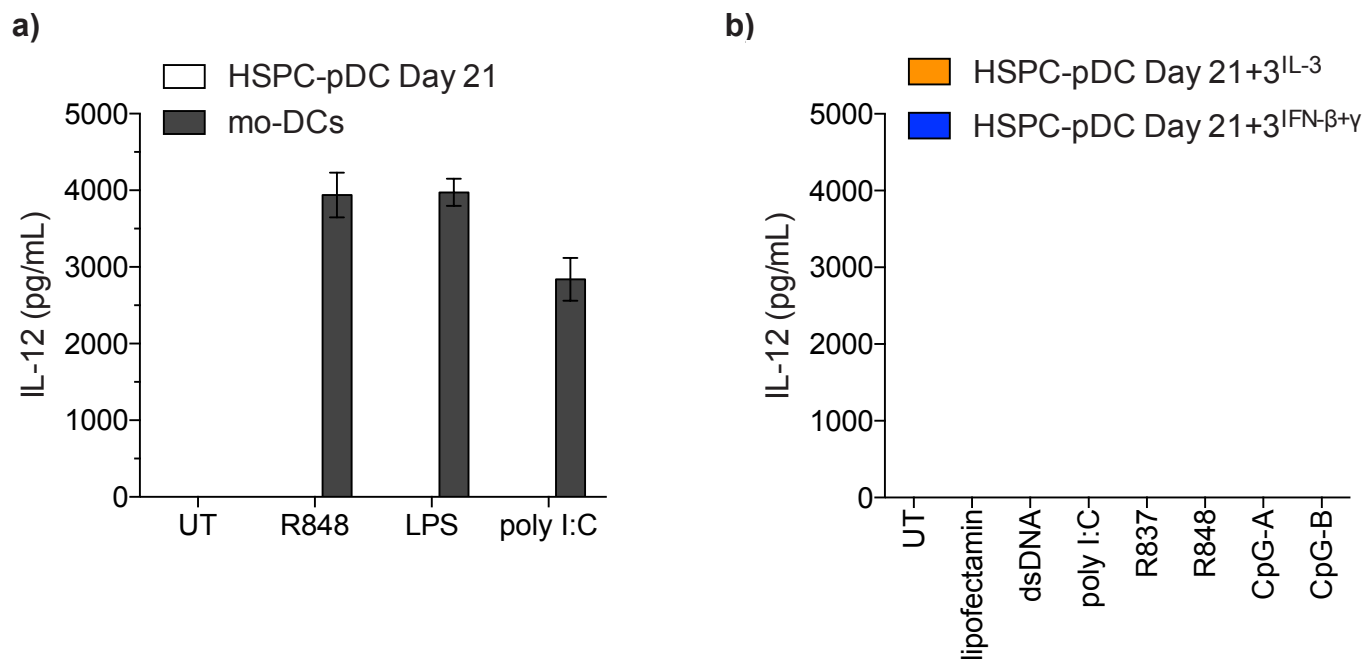 a)
HSPC-pDC Day 21
mo-DCs
IL-12 (pg/mL)
5000
4000
3000
2000
1000
0
UT R848 LPS poly I:C
b)
HSPC-pDC Day 21+3IL-3
HSPC-pDC Day 21+3IFN-β+γ
IL-12 (pg/mL)
5000
4000
3000
2000
1000
0
UT
lipofectamin
dsDNA
poly I:C
R837
R848
CpG-A
CpG-B